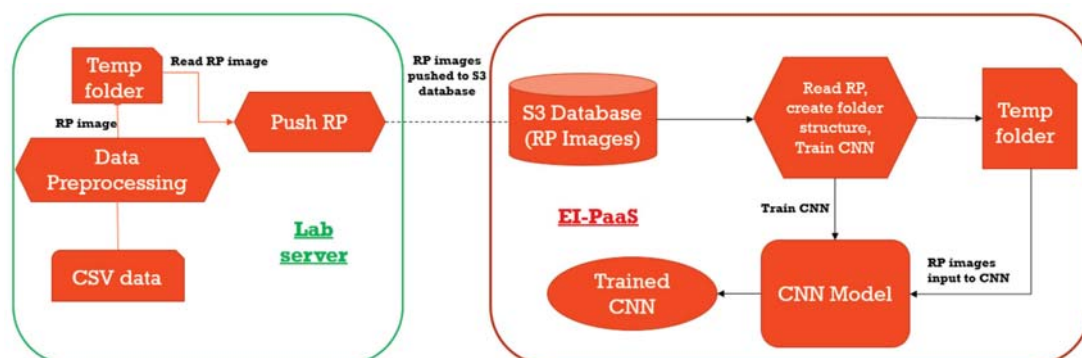 Temp
folder
Read RP image
RP image
Push RP
Data
Preprocessing
CSV data
Lab
server
RP images
pushed to S3
database
S3 Database
(RP Images)
Read RP,
create folder
structure,
Train CNN
Temp
folder
EI-PaaS
Train CNN
RP images
input to CNN
CNN Model
Trained
CNN